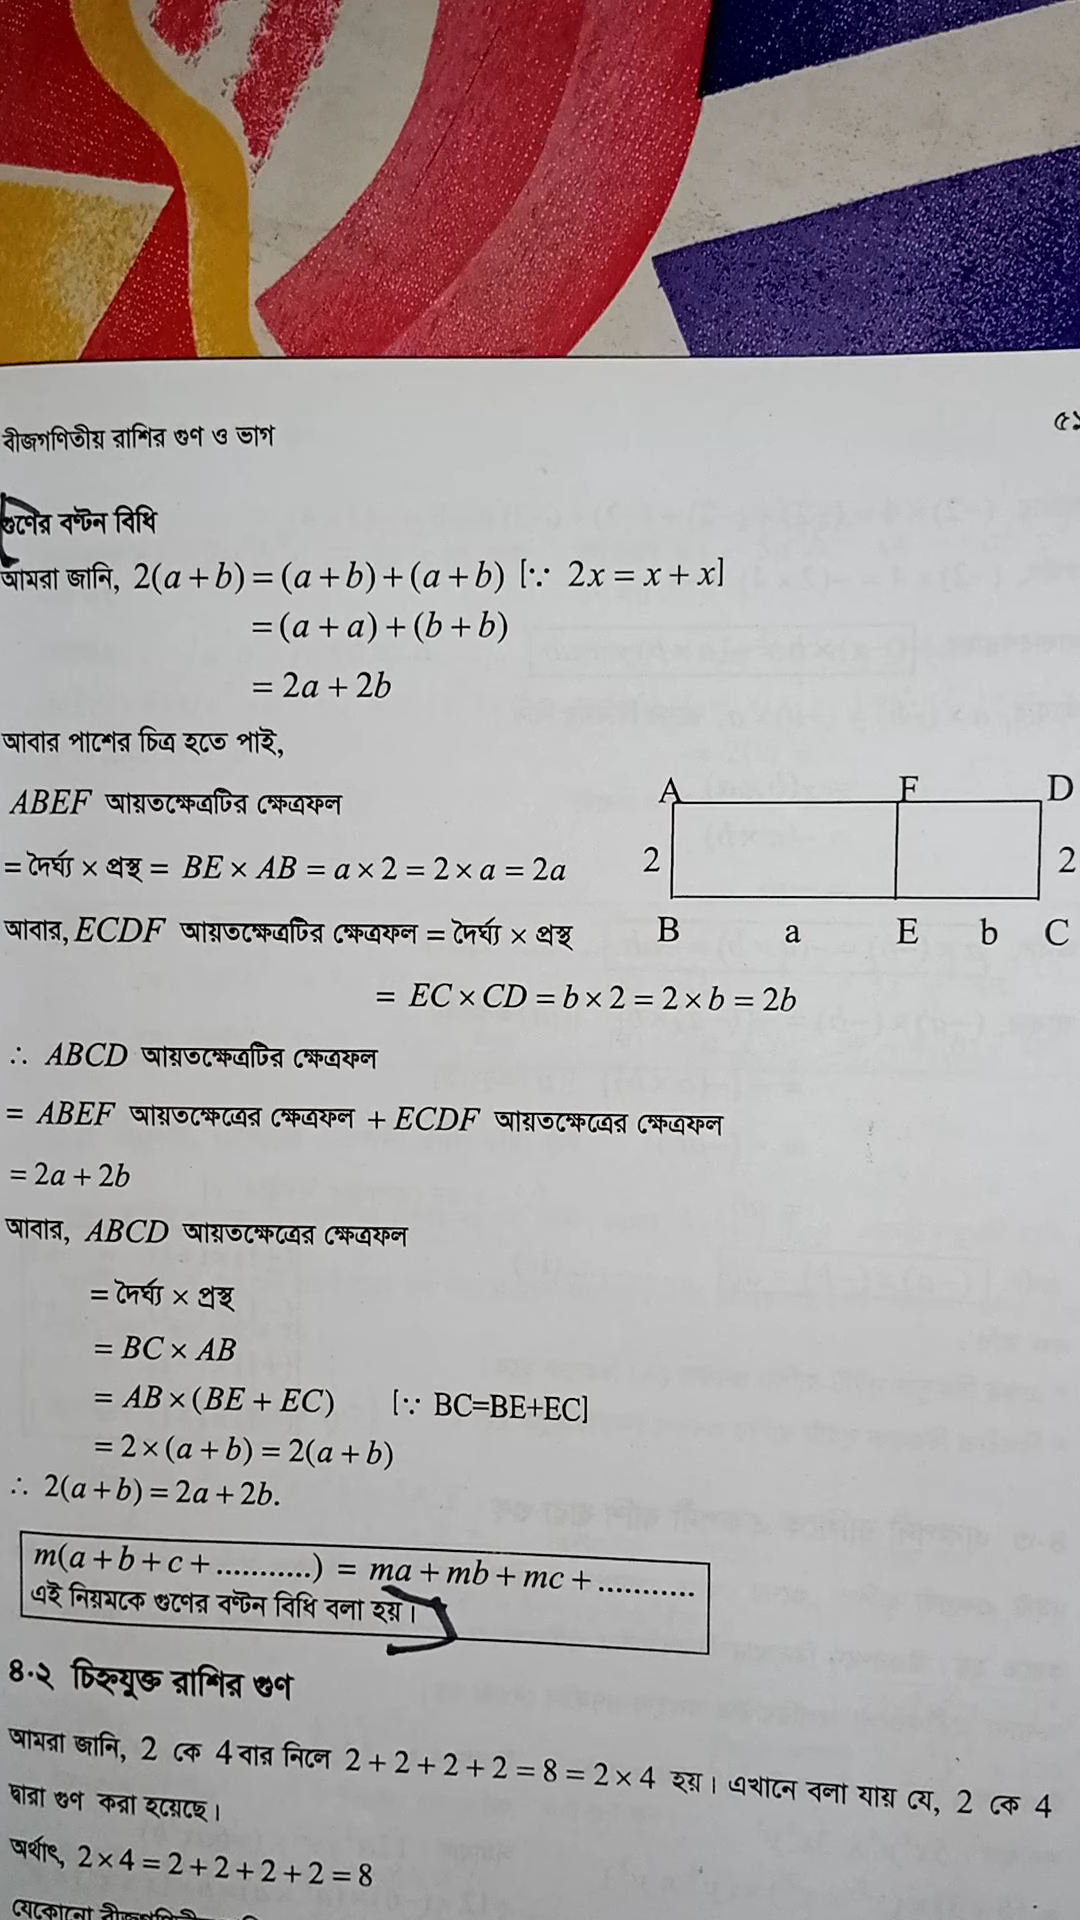 বীজগণিতীয় রাশির গুণ ও ভাগ
গুণের বণ্টন বিধি
আমরা জানি, 2(a + b) = (a + b) + (a + b) [∵ 2x = x + x]
= (a + a) + (b + b)
= 2a + 2b
আবার পাশের চিত্র হতে পাই,
ABEF আয়তক্ষেত্রটির ক্ষেত্রফল
= দৈর্ঘ্য × প্রস্থ = BE × AB = a × 2 = 2 × a = 2a
A F D
2 2
B a E b C
আবার, ECDF আয়তক্ষেত্রটির ক্ষেত্রফল = দৈর্ঘ্য × প্রস্থ
= EC × CD = b × 2 = 2 × b = 2b
∴ ABCD আয়তক্ষেত্রটির ক্ষেত্রফল
= ABEF আয়তক্ষেত্রের ক্ষেত্রফল + ECDF আয়তক্ষেত্রের ক্ষেত্রফল
= 2a + 2b
আবার, ABCD আয়তক্ষেত্রের ক্ষেত্রফল
= দৈর্ঘ্য × প্রস্থ
= BC × AB
= AB × (BE + EC) [∵ BC=BE+EC]
= 2 × (a + b) = 2(a + b)
∴ 2(a + b) = 2a + 2b.
m(a + b + c + ...........) = ma + mb + mc + ...........
এই নিয়মকে গুণের বণ্টন বিধি বলা হয়।
৪·২ চিহ্নযুক্ত রাশির গুণ
আমরা জানি, 2 কে 4 বার নিলে 2 + 2 + 2 + 2 = 8 = 2 × 4 হয়। এখানে বলা যায় যে, 2 কে 4
দ্বারা গুণ করা হয়েছে।
অর্থাৎ, 2 × 4 = 2 + 2 + 2 + 2 = 8
যেকোনো